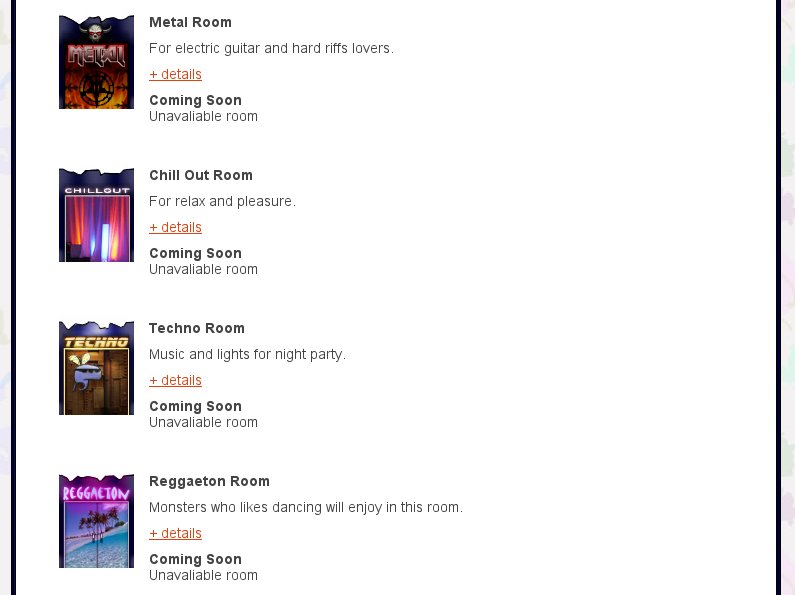 METAL
Metal Room
For electric guitar and hard riffs lovers.
+ details
Coming Soon
Unavaliable room
CHILLOUT
Chill Out Room
For relax and pleasure.
+ details
Coming Soon
Unavaliable room
TECHNO
Techno Room
Music and lights for night party.
+ details
Coming Soon
Unavaliable room
REGGAETON
Reggaeton Room
Monsters who likes dancing will enjoy in this room.
+ details
Coming Soon
Unavaliable room